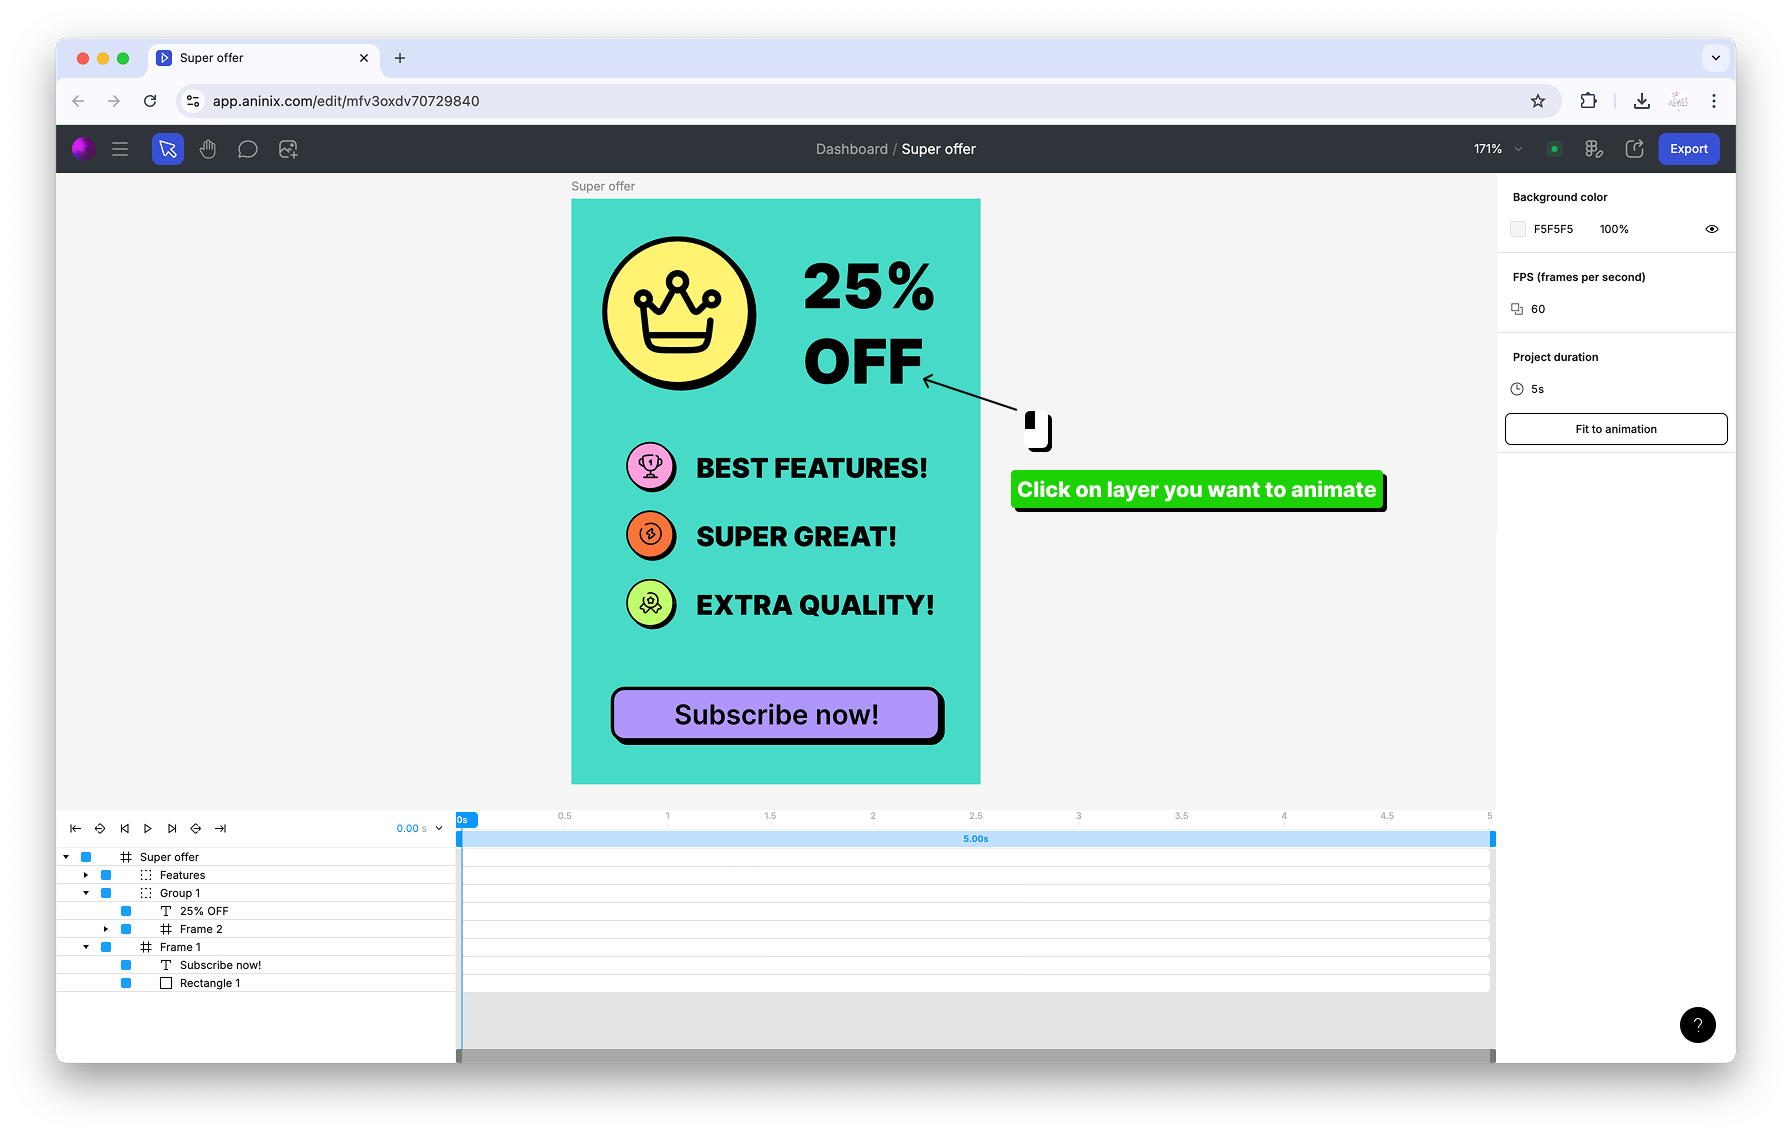 Super offer
app.aninix.com/edit/mfv3oxdv70729840
Dashboard / Super offer
171%
Export
Super offer
25%
OFF
BEST FEATURES!
SUPER GREAT!
EXTRA QUALITY!
Subscribe now!
Click on layer you want to animate
Background color
F5F5F5 100%
FPS (frames per second)
60
Project duration
5s
Fit to animation
0.00 s
0s 0.5 1 1.5 2 2.5 3 3.5 4 4.5 5
5.00s
Super offer
Features
Group 1
25% OFF
Frame 2
Frame 1
Subscribe now!
Rectangle 1
?